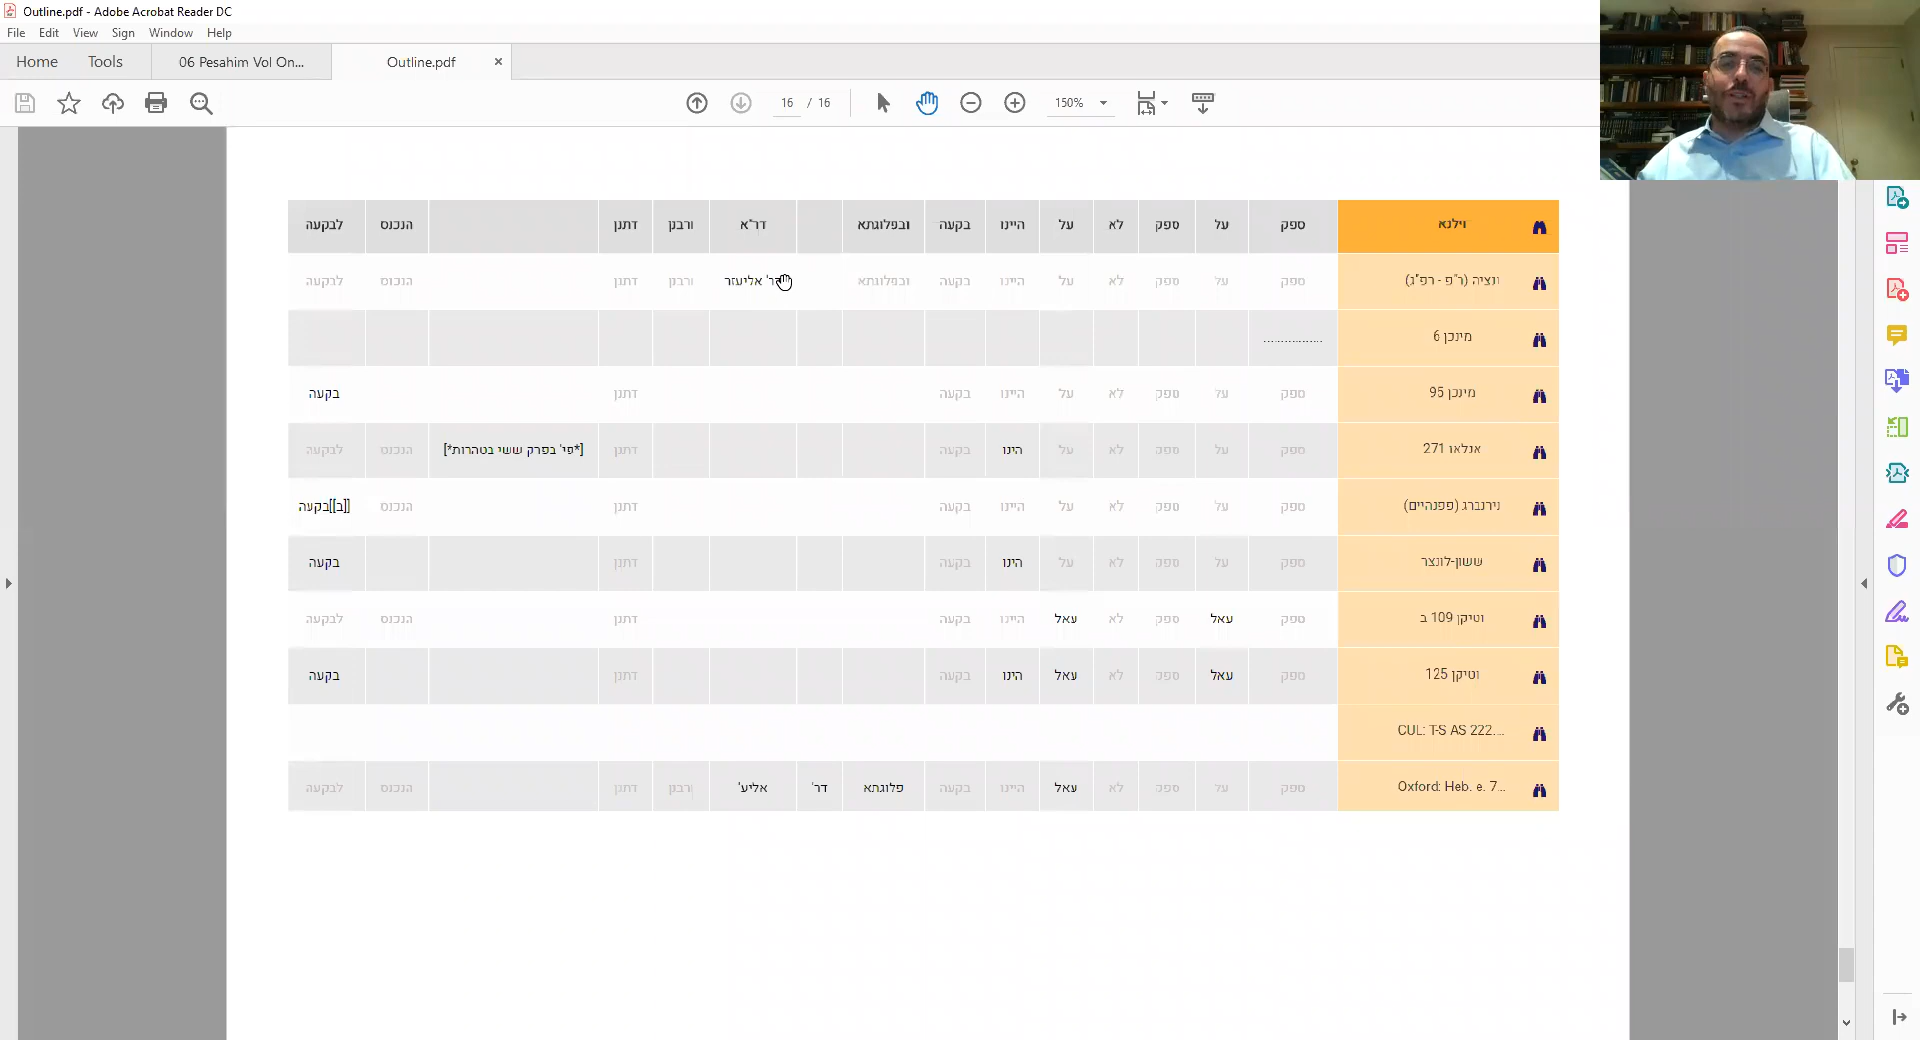 Outline.pdf - Adobe Acrobat Reader DC
File Edit View Sign Window Help
Home Tools 06 Pesahim Vol On... Outline.pdf ×
16 / 16 150%
וילנא ספק על ספק לא על היינו בקעה ובפלוגתא דר"א ורבנן דתנן הנכנס לבקעה
ונציה (ר"פ - רפ"ג) ספק על ספק לא על היינו בקעה ובפלוגתא דר' אליעזר ורבנן דתנן הנכנס לבקעה
מינכן 6 .................
מינכן 95 ספק על ספק לא על היינו בקעה דתנן בקעה
אנלאו 271 ספק על ספק לא על הינו בקעה דתנן [*פי' בפרק ששי בטהרות*] הנכנס לבקעה
נירנברג (פפנהיים) ספק על ספק לא על היינו בקעה דתנן הנכנס [[ב]]בקעה
ששון-לונצר ספק על ספק לא על הינו בקעה דתנן בקעה
וטיקן 109 ב ספק עאל ספק לא עאל היינו בקעה דתנן הנכנס לבקעה
וטיקן 125 ספק עאל ספק לא עאל הינו בקעה דתנן בקעה
CUL: T-S AS 222....
Oxford: Heb. e. 7... ספק על ספק לא עאל היינו בקעה פלוגתא דר' אליע' ורבנן דתנן הנכנס לבקעה